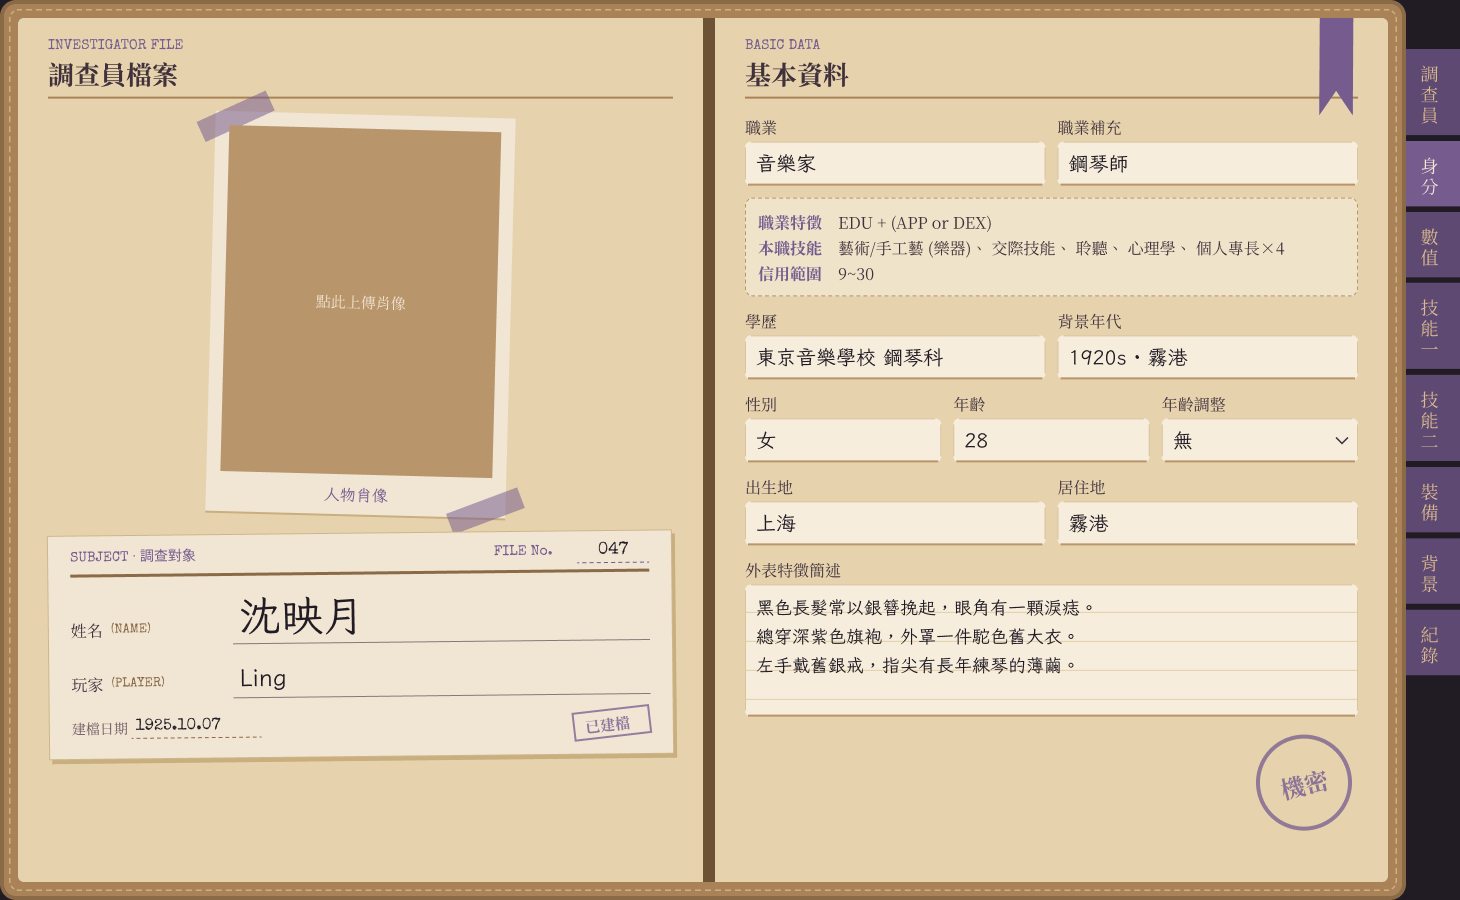 INVESTIGATOR FILE
調查員檔案
點此上傳肖像
人物肖像
SUBJECT · 調查對象
FILE No. 047
姓名 (NAME) 沈映月
玩家 (PLAYER) Ling
建檔日期 1925.10.07
已建檔
BASIC DATA
基本資料
職業 職業補充
音樂家 鋼琴師
職業特徵 EDU + (APP or DEX)
本職技能 藝術/手工藝 (樂器)、 交際技能、 聆聽、 心理學、 個人專長×4
信用範圍 9~30
學歷 背景年代
東京音樂學校 鋼琴科 1920s・霧港
性別 年齡 年齡調整
女 28 無
出生地 居住地
上海 霧港
外表特徵簡述
黑色長髮常以銀簪挽起，眼角有一顆淚痣。
總穿深紫色旗袍，外罩一件駝色舊大衣。
左手戴舊銀戒，指尖有長年練琴的薄繭。
機密
調查員
身分
數值
技能一
技能二
裝備
背景
紀錄